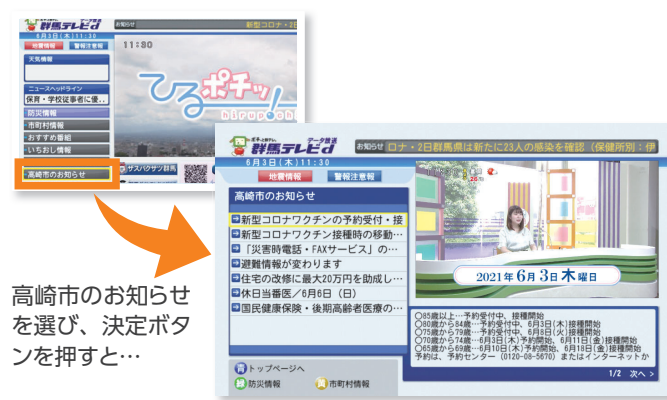 群馬テレビd
お知らせ
新型コロナ・2日
6月3日(木)11:30
地震情報 警報注意報
天気情報
ニュースヘッドライン
保育・学校従事者に優‥
防災情報
市町村情報
おすすめ番組
いちおし情報
高崎市のお知らせ
11:30
ひるポチッ!
hirupochi
スバクサン群馬
データ放送
群馬テレビd
お知らせ ロナ・2日群馬県は新たに23人の感染を確認（保健所別：伊
6月3日(木)11:30
地震情報 警報注意報
高崎市のお知らせ
新型コロナワクチンの予約受付・接
新型コロナワクチン接種時の移動…
「災害時電話・FAXサービス」の…
避難情報が変わります
住宅の改修に最大20万円を助成し…
休日当番医／6月6日（日）
国民健康保険・後期高齢者医療の…
青 トップページへ
緑 防災情報 黄 市町村情報
2021年6月3日木曜日
○85歳以上…予約受付中、接種開始
○80歳から84歳…予約受付中、6月3日(木)接種開始
○75歳から79歳…予約受付中、6月8日(火)接種開始
○70歳から74歳…6月3日(木)予約開始、6月11日(金)接種開始
○65歳から69歳…6月10日(木)予約開始、6月18日(金)接種開始
予約は、予約センター（0120-08-5670）またはインターネットか
1/2 次へ >
高崎市のお知らせ
を選び、決定ボタ
ンを押すと…